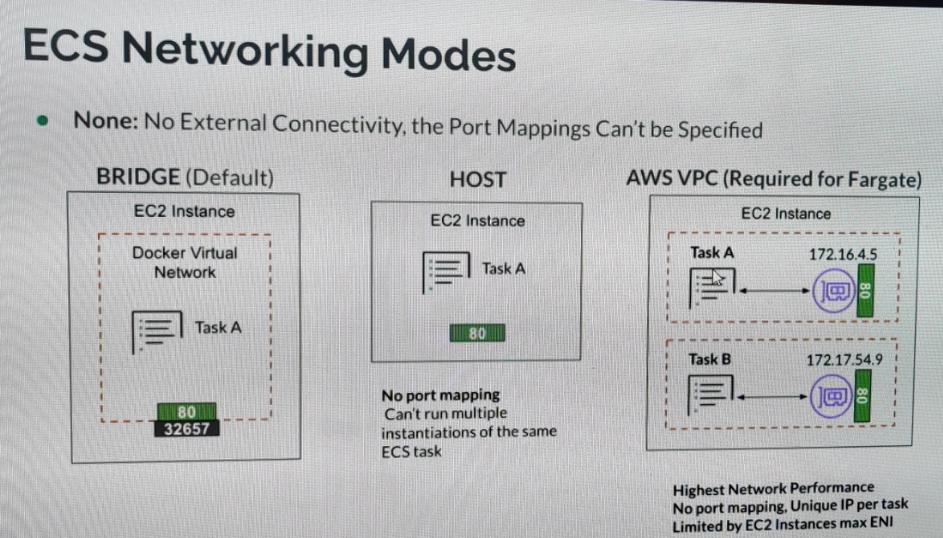 ECS Networking Modes
None: No External Connectivity, the Port Mappings Can't be Specified
BRIDGE (Default)
EC2 Instance
Docker Virtual
Network
Task A
80
32657
HOST
EC2 Instance
Task A
80
No port mapping
Can't run multiple
instantiations of the same
ECS task
AWS VPC (Required for Fargate)
EC2 Instance
Task A
172.16.4.5
80
Task B
172.17.54.9
80
Highest Network Performance
No port mapping, Unique IP per task
Limited by EC2 Instances max ENI